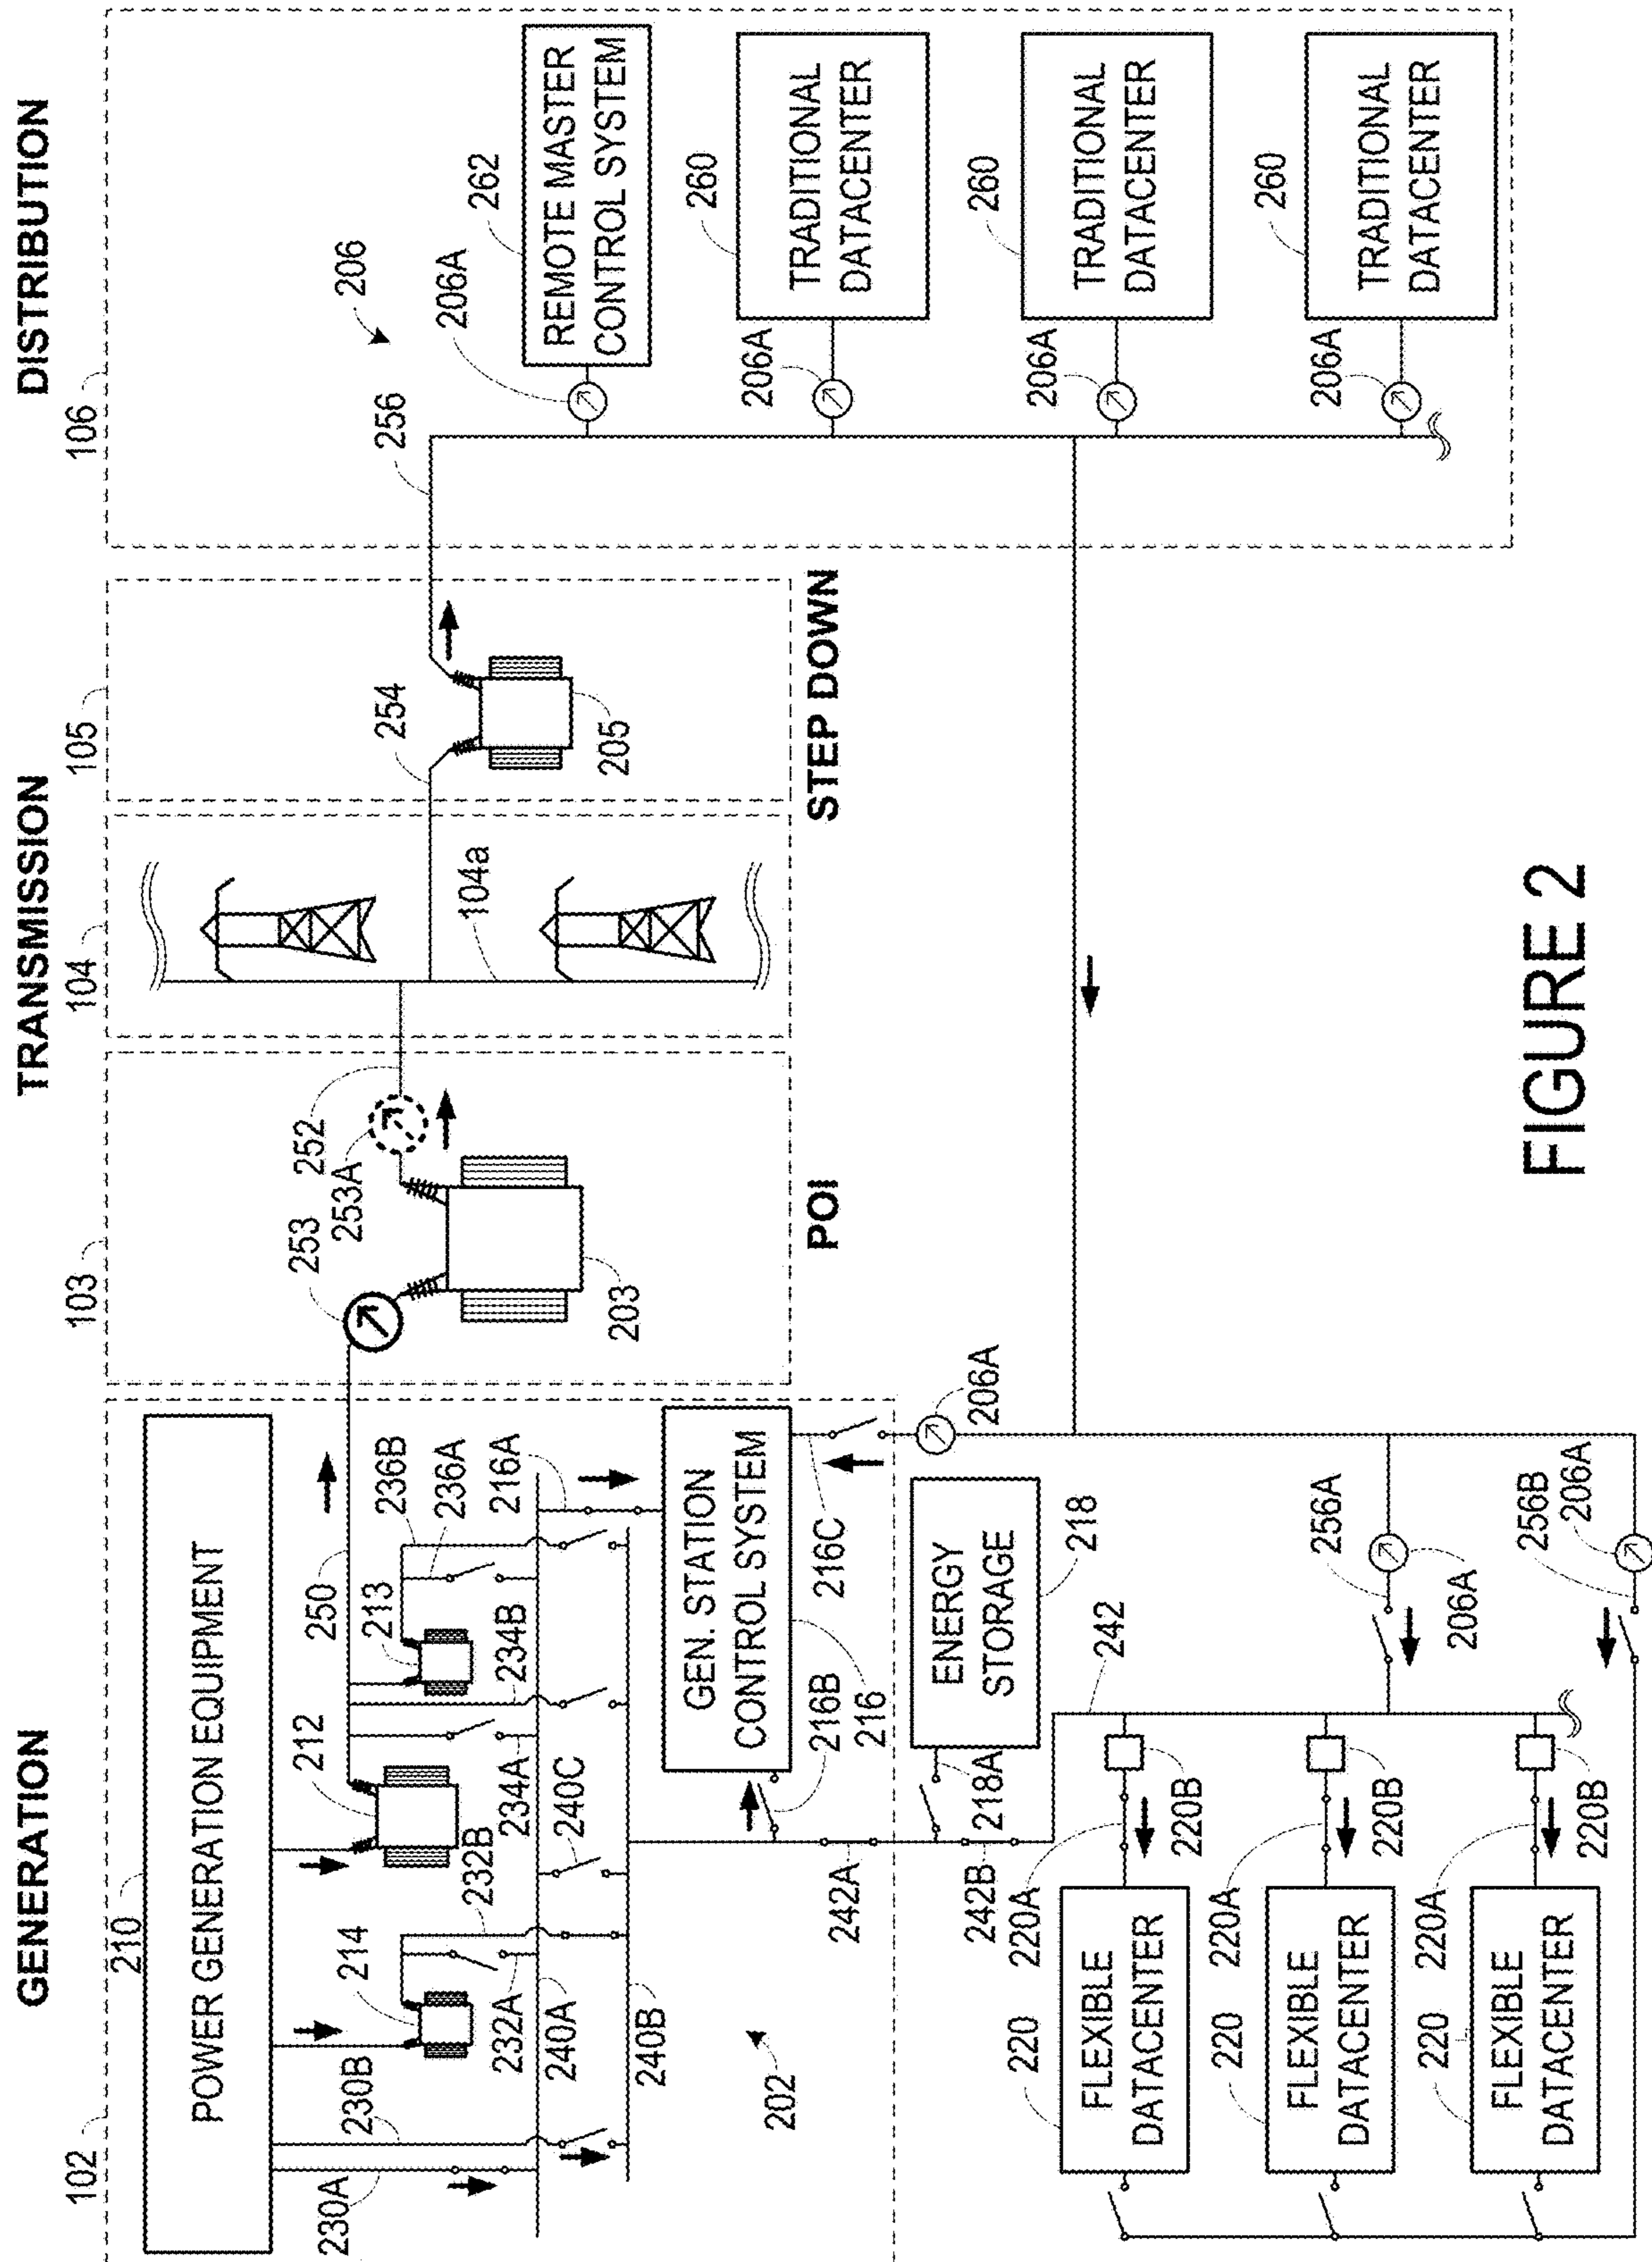 GENERATION
TRANSMISSION
DISTRIBUTION
102
103
104
105
106
210
POWER GENERATION EQUIPMENT
230A
230B
214
232B
212
213
250
236B
236A
216A
234B
234A
240C
232A
240A
240B
202
GEN. STATION
CONTROL SYSTEM
216B
216
216C
206A
253
253A
252
203
POI
104a
254
205
STEP DOWN
256
206
206A
262
REMOTE MASTER
CONTROL SYSTEM
206A
260
TRADITIONAL
DATACENTER
206A
260
TRADITIONAL
DATACENTER
206A
260
TRADITIONAL
DATACENTER
242A
218A
ENERGY
STORAGE
218
242B
242
256A
206A
256B
206A
220
FLEXIBLE
DATACENTER
220A
220B
220
FLEXIBLE
DATACENTER
220A
220B
220
FLEXIBLE
DATACENTER
220A
220B
FIGURE 2